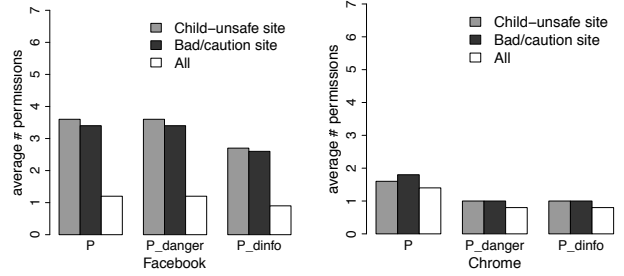 average # permissions
7
6
5
4
3
2
1
0
Child−unsafe site
Bad/caution site
All
P
P_danger
P_dinfo
Facebook
average # permissions
7
6
5
4
3
2
1
0
Child−unsafe site
Bad/caution site
All
P
P_danger
P_dinfo
Chrome